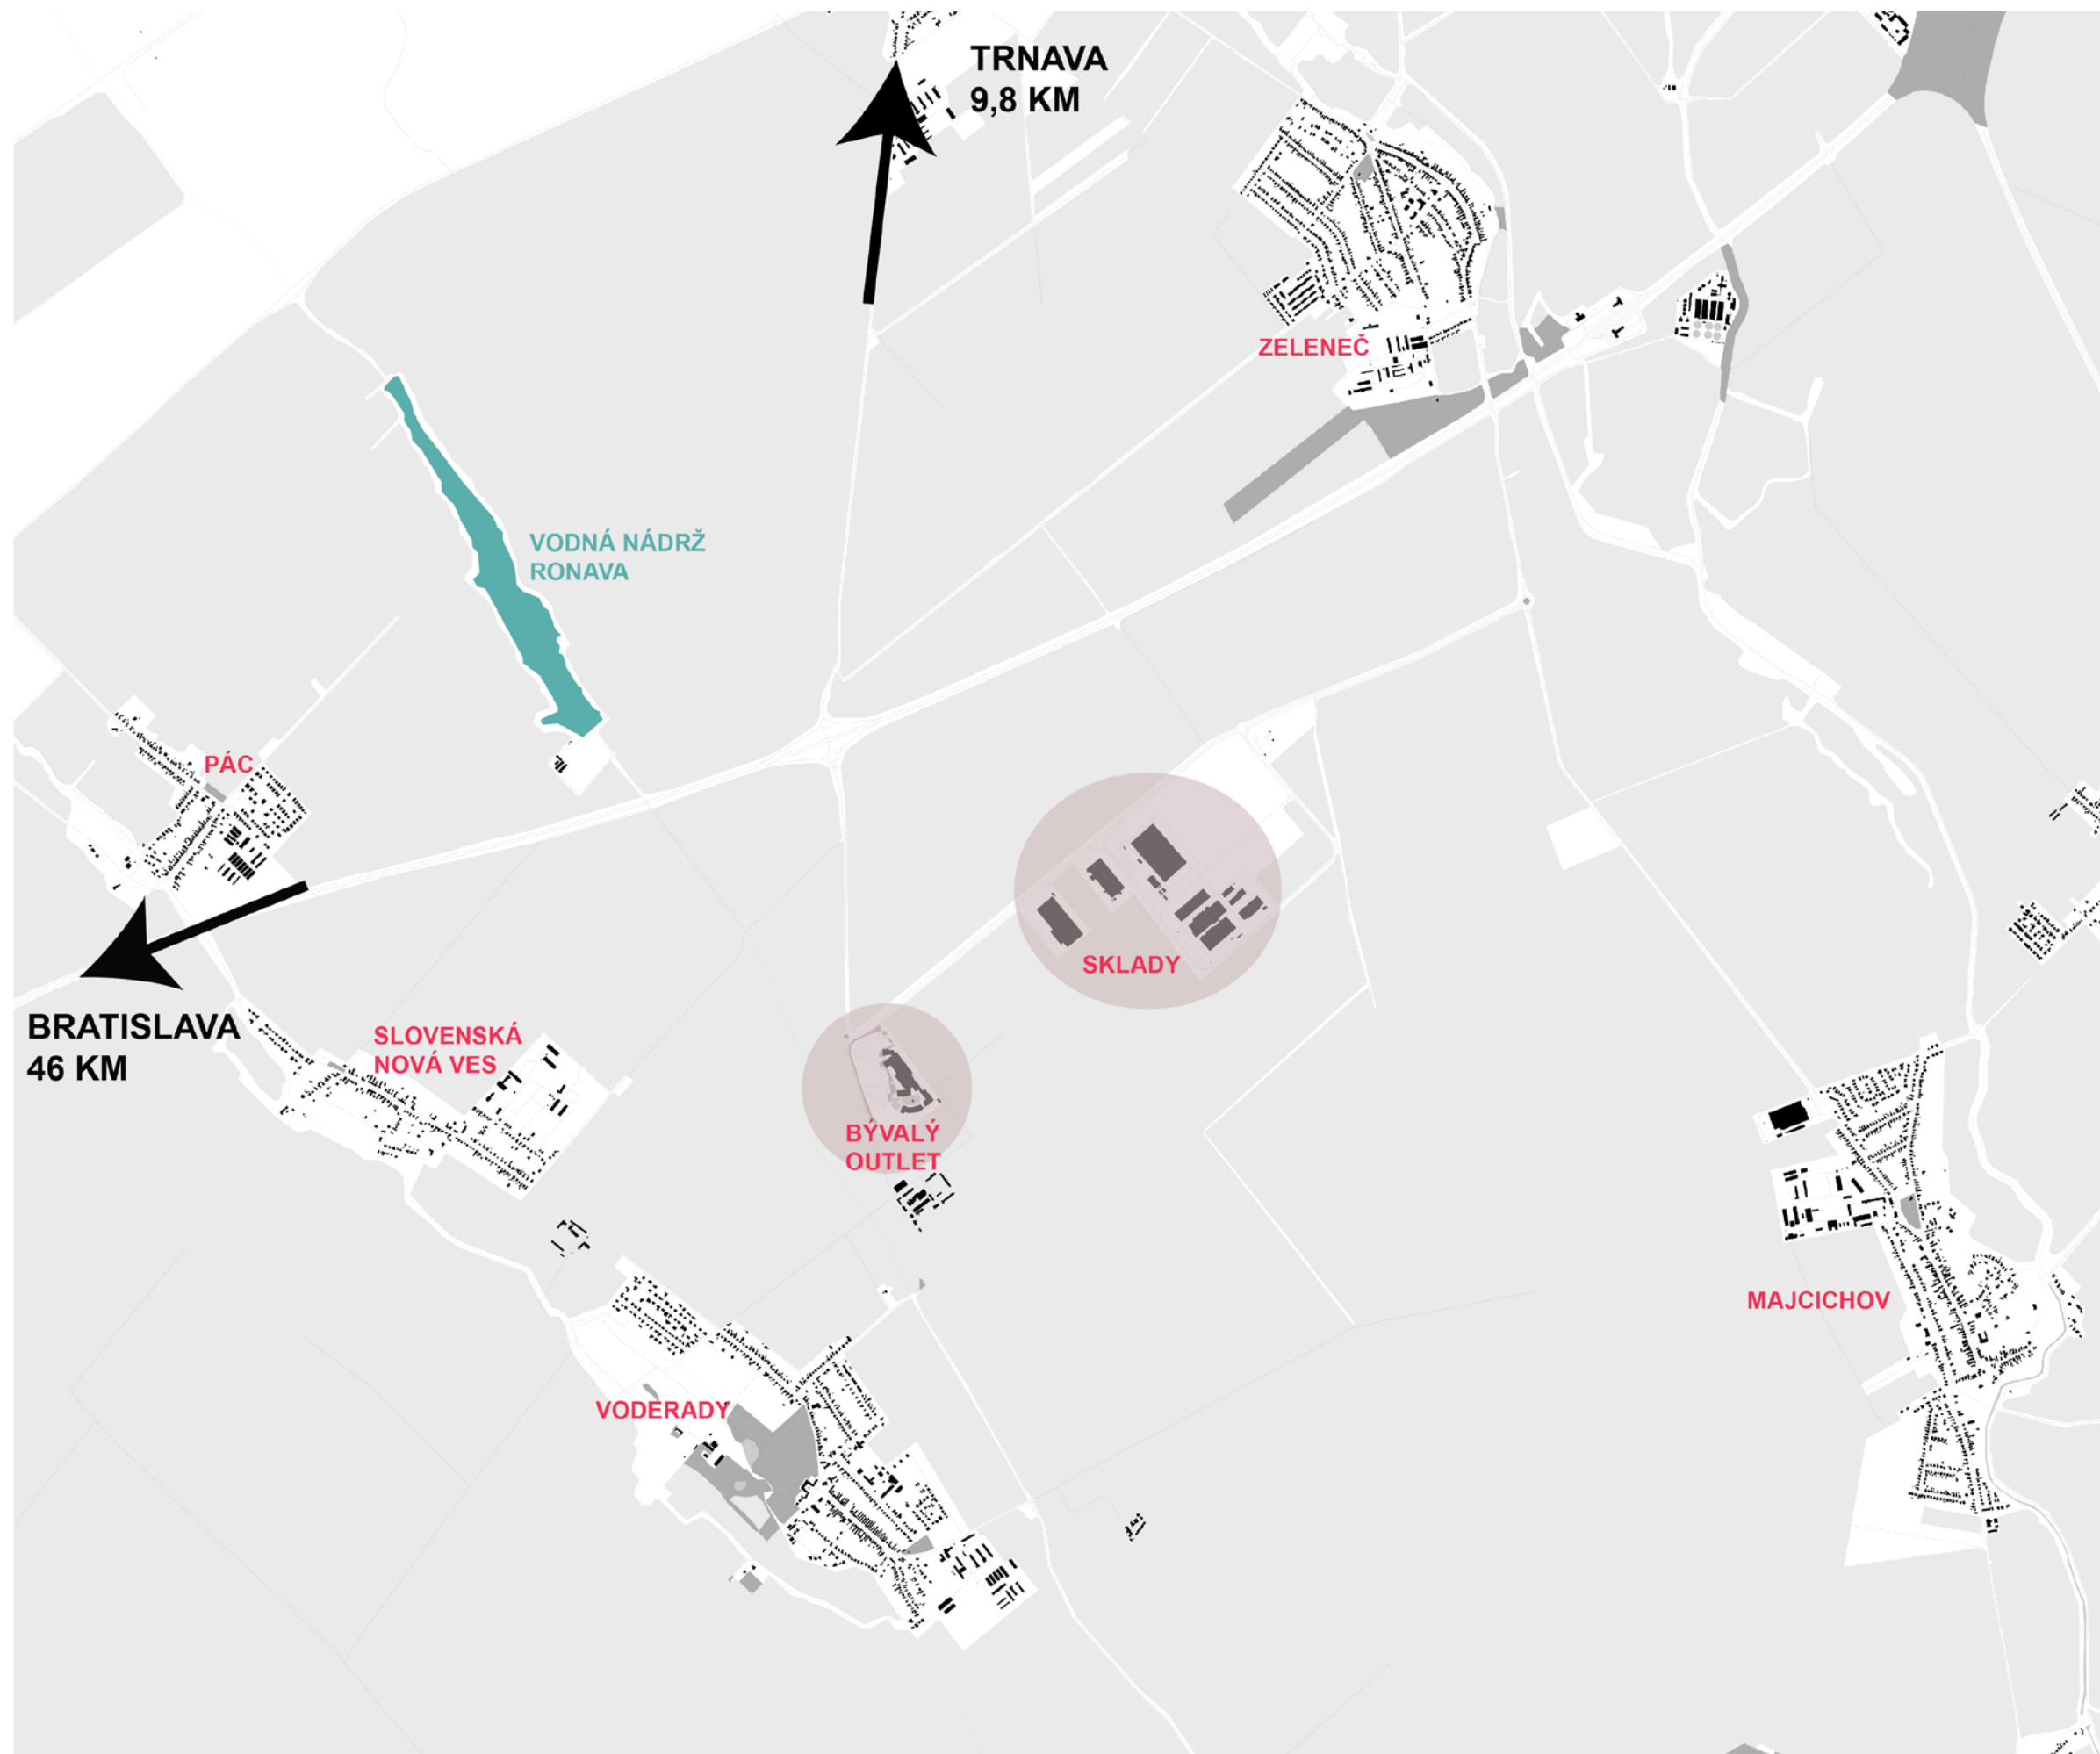 TRNAVA
9,8 KM
ZELENEČ
VODNÁ NÁDRŽ
RONAVA
PÁC
SKLADY
BRATISLAVA
46 KM
SLOVENSKÁ
NOVÁ VES
BÝVALÝ
OUTLET
MAJCICHOV
VODERADY